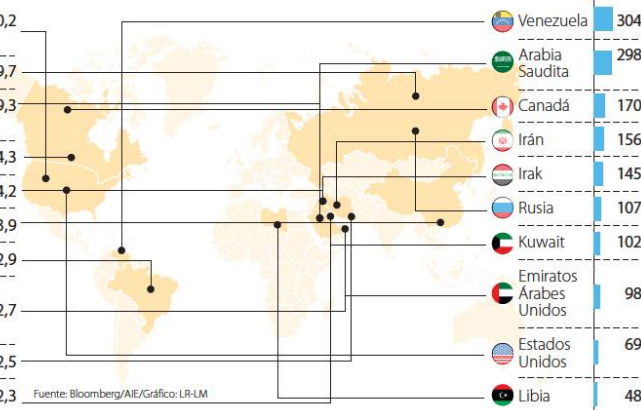 0,2
9,7
9,3
4,3
4,2
3,9
2,9
2,7
2,5
2,3
Venezuela 304
Arabia
Saudita
298
Canadá 170
Irán 156
Irak 145
Rusia 107
Kuwait 102
Emiratos
Árabes
Unidos
98
Estados
Unidos
69
Libia 48
Fuente: Bloomberg/AIE/Gráfico: LR-LM